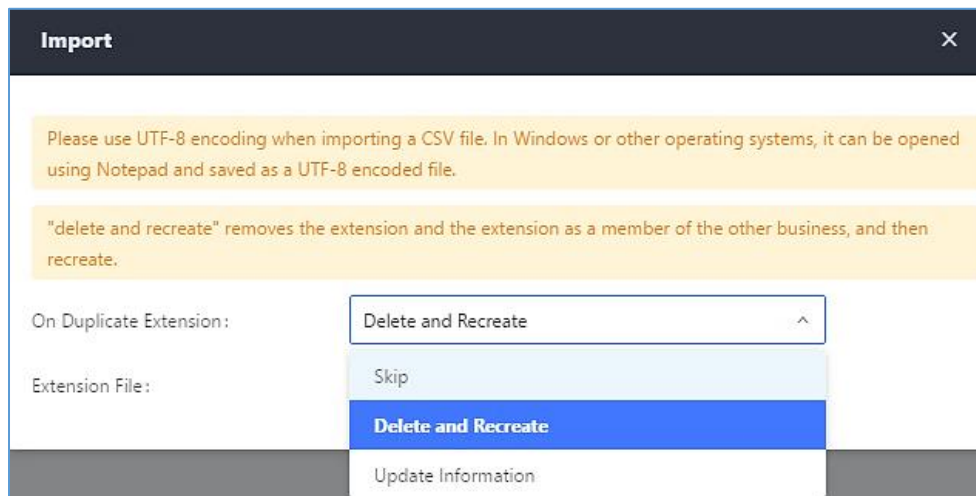 Import
Please use UTF-8 encoding when importing a CSV file. In Windows or other operating systems, it can be opened
using Notepad and saved as a UTF-8 encoded file.
"delete and recreate" removes the extension and the extension as a member of the other business, and then
recreate.
On Duplicate Extension:
Delete and Recreate
Skip
Extension File:
Delete and Recreate
Update Information